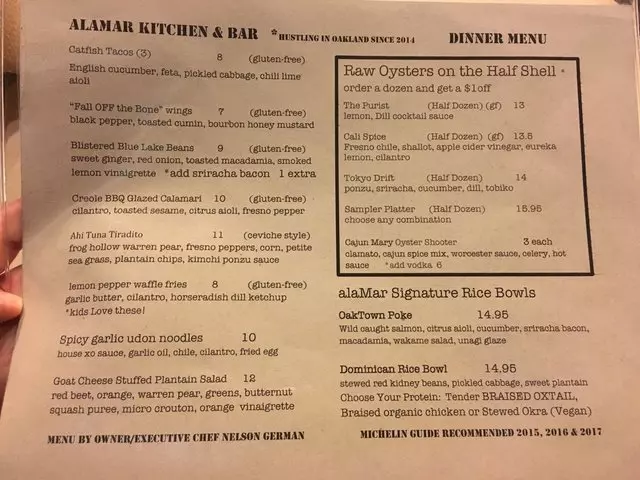 ALAMAR KITCHEN & BAR *HUSTLING IN OAKLAND SINCE 2014 DINNER MENU
Catfish Tacos (3) 8 (gluten-free)
English cucumber, feta, pickled cabbage, chili lime
aioli
"Fall OFF the Bone" wings 7 (gluten-free)
black pepper, toasted cumin, bourbon honey mustard
Blistered Blue Lake Beans 9 (gluten-free)
sweet ginger, red onion, toasted macadamia, smoked
lemon vinaigrette *add sriracha bacon 1 extra
Creole BBQ Glazed Calamari 10 (gluten-free)
cilantro, toasted sesame, citrus aioli, fresno pepper
Ahi Tuna Tiradito 11 (ceviche style)
frog hollow warren pear, fresno peppers, corn, petite
sea grass, plantain chips, kimchi ponzu sauce
lemon pepper waffle fries 8 (gluten-free)
garlic butter, cilantro, horseradish dill ketchup
*kids Love these!
Spicy garlic udon noodles 10
house xo sauce, garlic oil, chile, cilantro, fried egg
Goat Cheese Stuffed Plantain Salad 12
red beet, orange, warren pear, greens, butternut
squash puree, micro crouton, orange vinaigrette
Raw Oysters on the Half Shell *
order a dozen and get a $1off
The Purist (Half Dozen) (gf) 13
lemon, Dill cocktail sauce
Cali Spice (Half Dozen) (gf) 13.5
Fresno chile, shallot, apple cider vinegar, eureka
lemon, cilantro
Tokyo Drift (Half Dozen) 14
ponzu, sriracha, cucumber, dill, tobiko
Sampler Platter (Half Dozen) 15.95
choose any combination
Cajun Mary Oyster Shooter 3 each
clamato, cajun spice mix, worcester sauce, celery, hot
sauce *add vodka 6
alaMar Signature Rice Bowls
OakTown Poke 14.95
Wild caught salmon, citrus aioli, cucumber, sriracha bacon,
macadamia, wakame salad, unagi glaze
Dominican Rice Bowl 14.95
stewed red kidney beans, pickled cabbage, sweet plantain
Choose Your Protein: Tender BRAISED OXTAIL,
Braised organic chicken or Stewed Okra (Vegan)
MENU BY OWNER/EXECUTIVE CHEF NELSON GERMAN
MICHELIN GUIDE RECOMMENDED 2015, 2016 & 2017